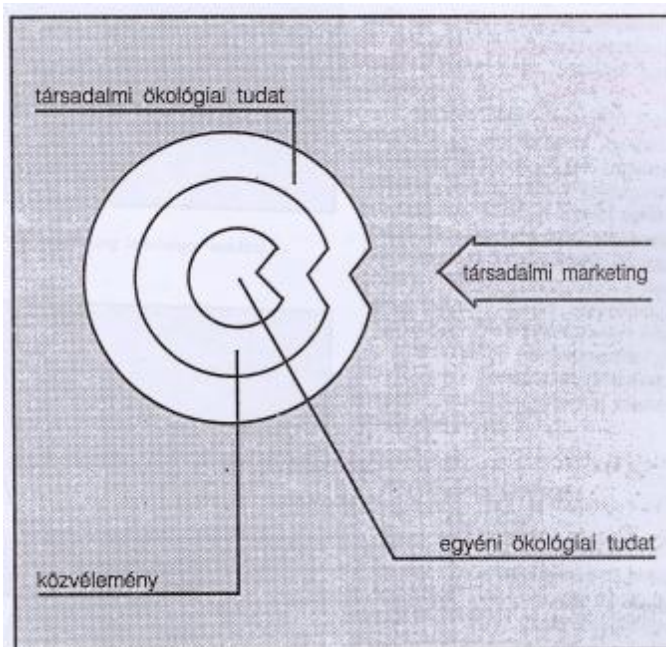 társadalmi ökológiai tudat
társadalmi marketing
egyéni ökológiai tudat
közvélemény